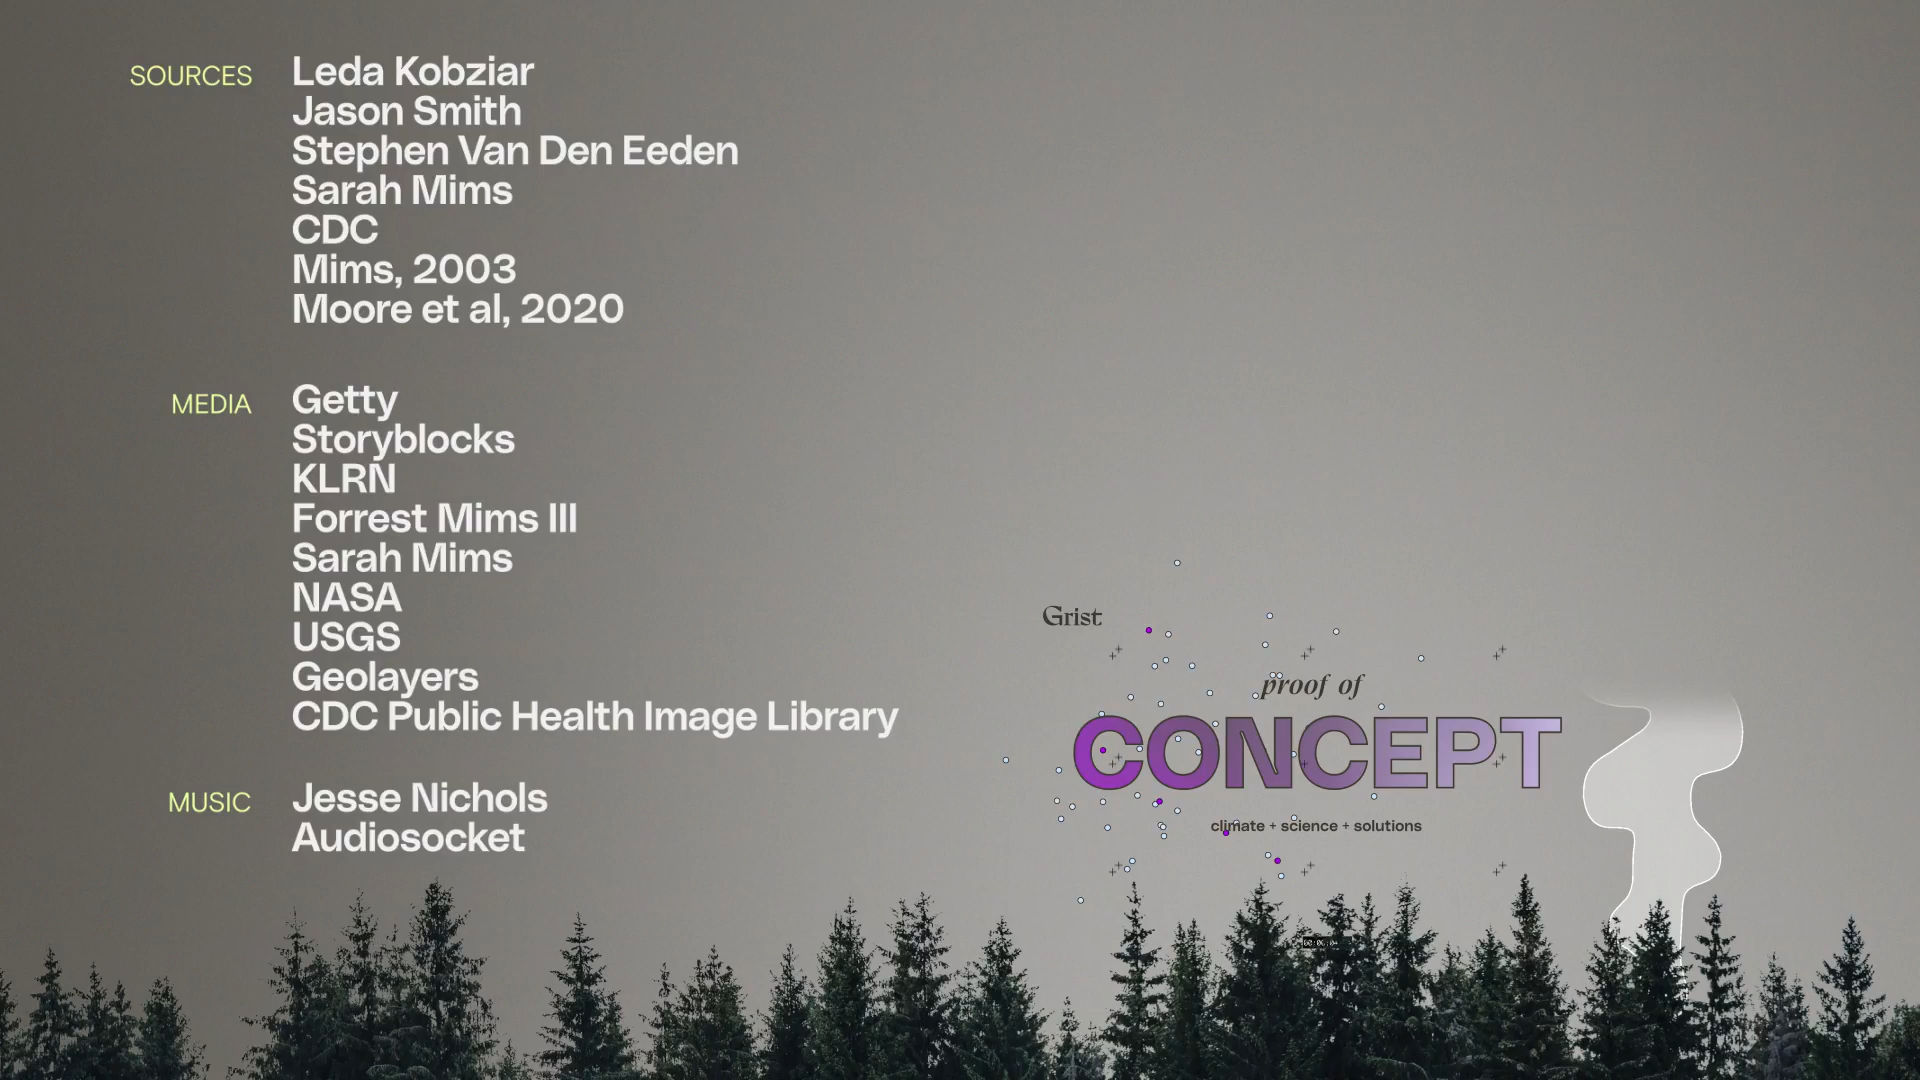 SOURCES
Leda Kobziar
Jason Smith
Stephen Van Den Eeden
Sarah Mims
CDC
Mims, 2003
Moore et al, 2020
MEDIA
Getty
Storyblocks
KLRN
Forrest Mims III
Sarah Mims
NASA
USGS
Geolayers
CDC Public Health Image Library
MUSIC
Jesse Nichols
Audiosocket
Grist
proof of
CONCEPT
climate + science + solutions